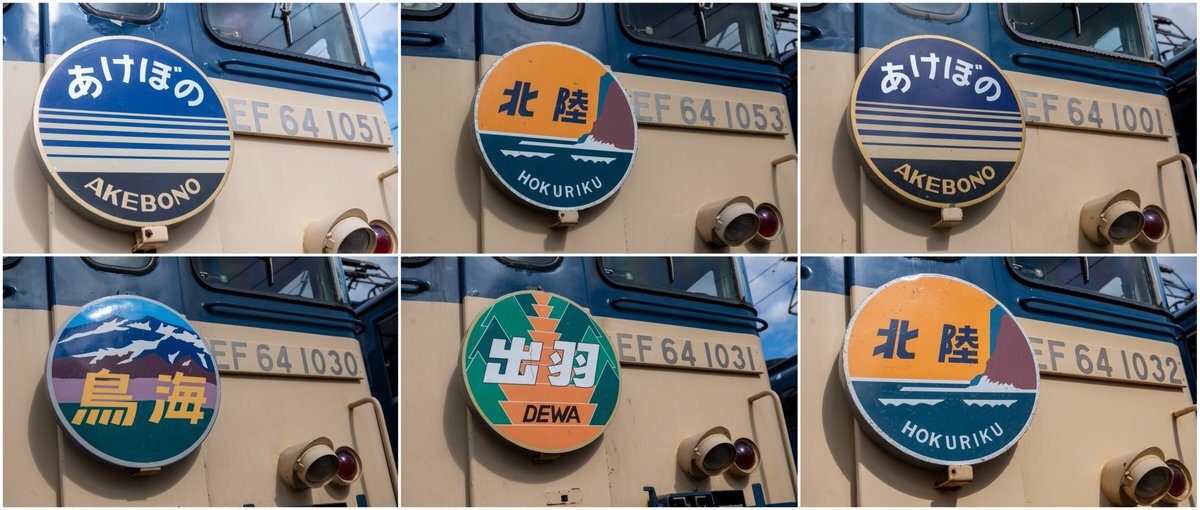 あけぼの
AKEBONO
EF 64 1051
北陸
HOKURIKU
EF 64 1053
あけぼの
AKEBONO
EF 64 1001
鳥海
EF 64 1030
出羽
DEWA
EF 64 1031
北陸
HOKURIKU
EF 64 1032